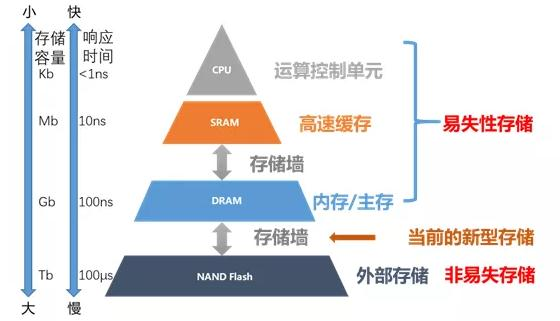 小 快
存储
容量
响应
时间
Kb <1ns
CPU
运算控制单元
Mb 10ns
SRAM
高速缓存
易失性存储
存储墙
Gb 100ns
DRAM
内存/主存
存储墙
当前的新型存储
Tb 100μs
NAND Flash
外部存储
非易失存储
大 慢